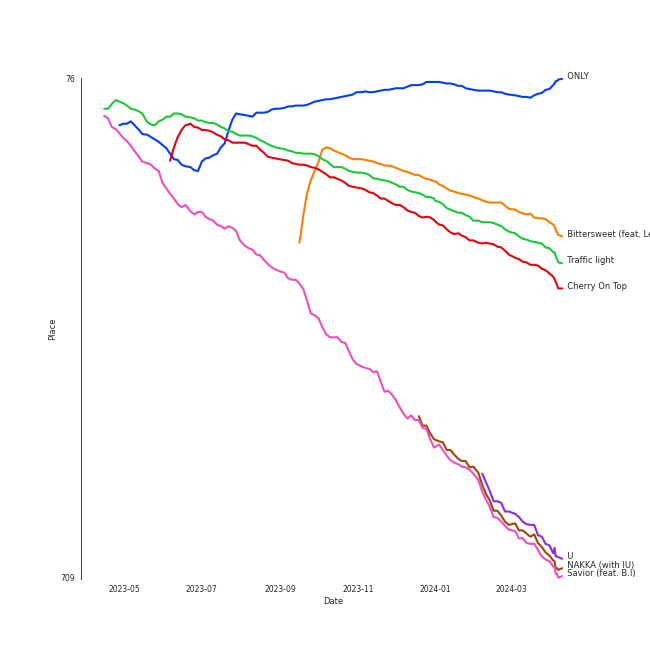 76
ONLY
Bittersweet (feat. Le
Traffic light
Cherry On Top
Place
U
NAKKA (with IU)
Savior (feat. B.I)
709
2023-05
2023-07
2023-09
2023-11
2024-01
2024-03
Date